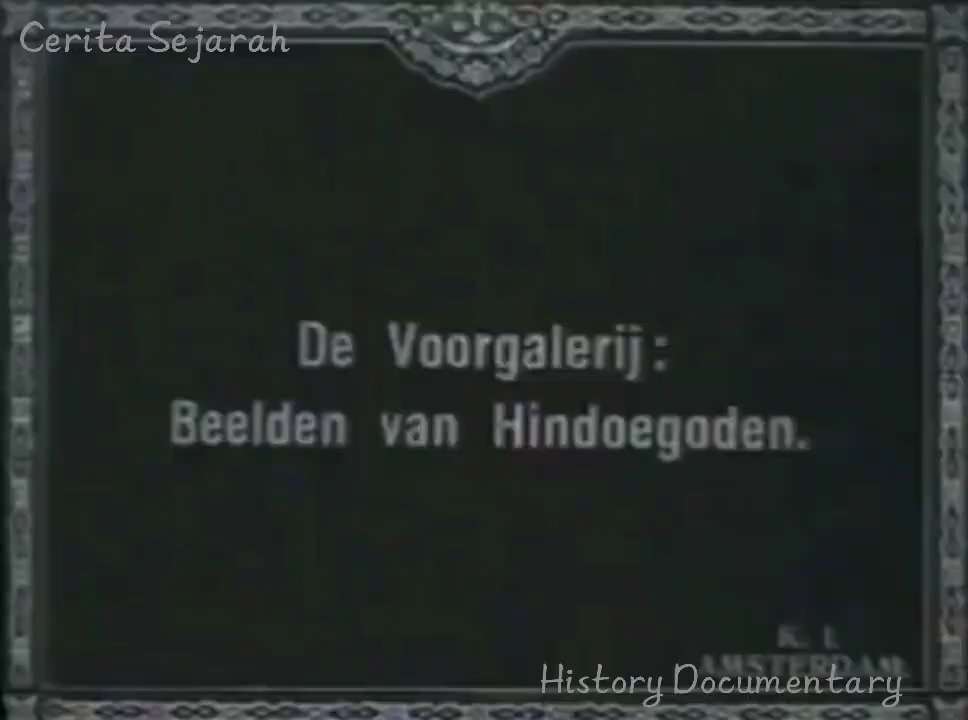 Cerita Sejarah
De Voorgalerij:
Beelden van Hindoegoden.
K. I.
AMSTERDAM.
History Documentary